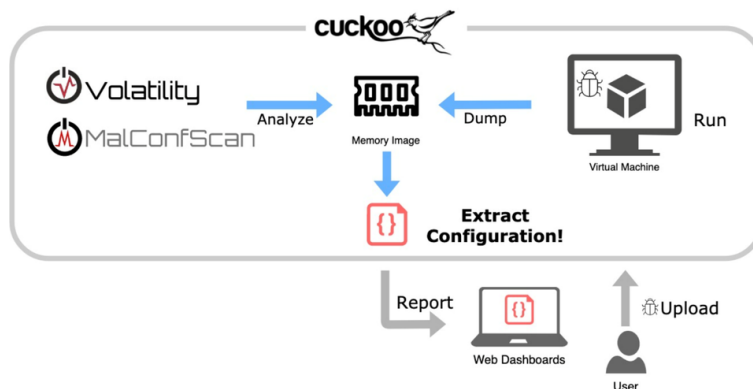 cuckoo
Volatility
MalConfScan
Analyze
Memory Image
Dump
Run
Virtual Machine
{}
Extract
Configuration!
Report
{}
Web Dashboards
Upload
User